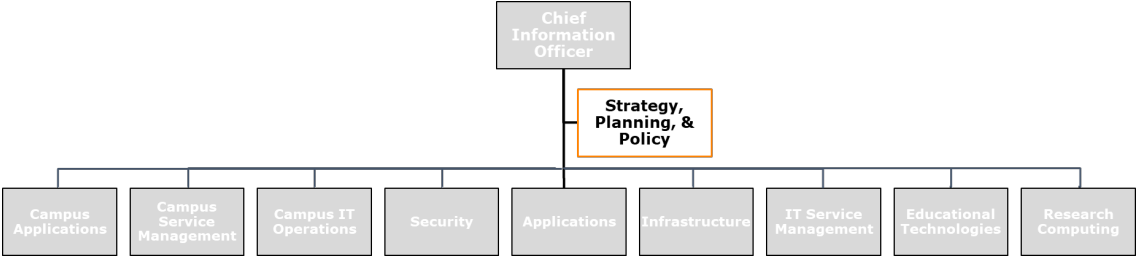 Chief
Information
Officer
Strategy,
Planning, &
Policy
Campus
Applications
Campus
Service
Management
Campus IT
Operations
Security
Applications
Infrastructure
IT Service
Management
Educational
Technologies
Research
Computing